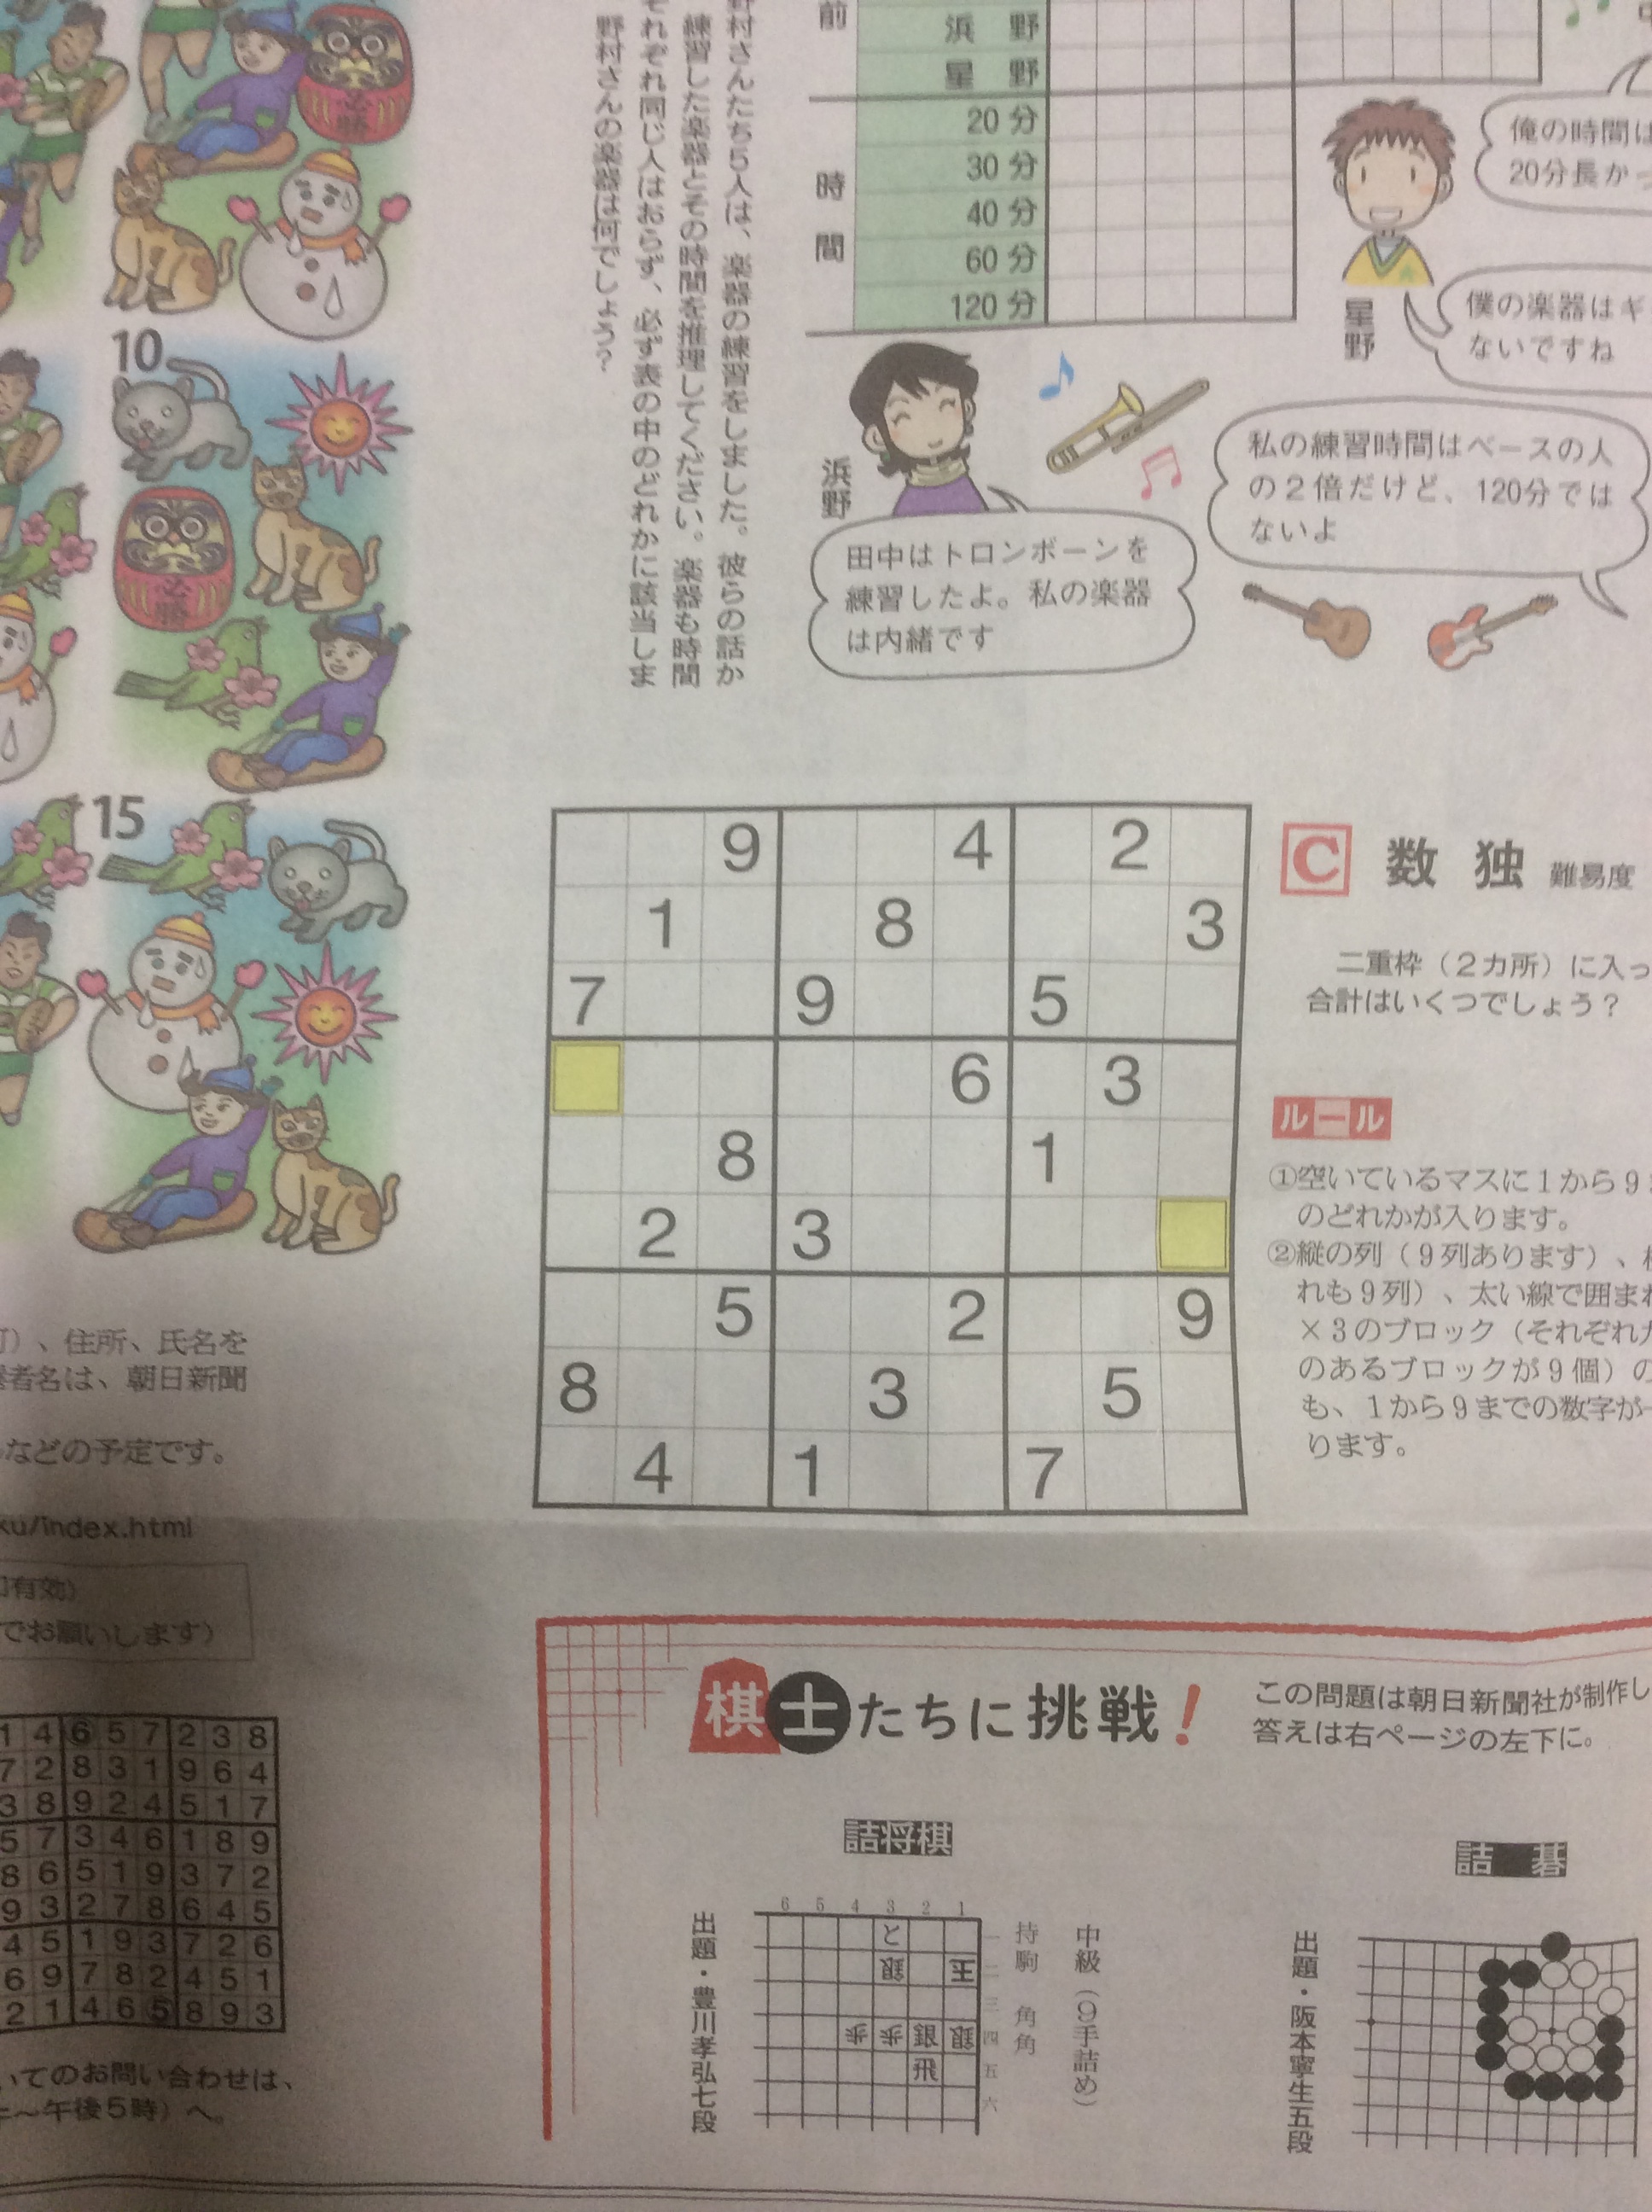 前
浜野
星野
時間
20分
30分
40分
60分
120分
野村さんたち5人は、楽器の練習をしました。彼らの話か
練習した楽器とその時間を推理してください。楽器も時間
それぞれ同じ人はおらず、必ず表の中のどれかに該当しま
野村さんの楽器は何でしょう?
俺の時間は
20分長かっ
星野
僕の楽器はギ
ないですね
浜野
田中はトロンボーンを
練習したよ。私の楽器
は内緒です
私の練習時間はベースの人
の2倍だけど、120分では
ないよ
必勝
10
必勝
15
9 4 2
1 8 3
7 9 5
6 3
8 1
2 3
5 2 9
8 3 5
4 1 7
C 数独 難易度
二重枠(2カ所)に入っ
合計はいくつでしょう?
ルール
①空いているマスに1から9
のどれかが入ります。
②縦の列(9列あります)、
れも9列)、太い線で囲まれ
×3のブロック(それぞれ
のあるブロックが9個)の
も、1から9までの数字が
ります。
)、住所、氏名を
者名は、朝日新聞
などの予定です。
ku/index.html
有効)
でお願いします)
1 4 6 5 7 2 3 8
7 2 8 3 1 9 6 4
3 8 9 2 4 5 1 7
5 7 3 4 6 1 8 9
8 6 5 1 9 3 7 2
9 3 2 7 8 6 4 5
4 5 1 9 3 7 2 6
6 9 7 8 2 4 5 1
2 1 4 6 5 8 9 3
いてのお問い合わせは、
～午後5時)へ。
棋士たちに挑戦!
この問題は朝日新聞社が制作し
答えは右ページの左下に。
詰将棋
出題・豊川孝弘七段
6 5 4 3 2 1
と
銀 王
歩 歩 銀 銀
飛
一
二
三
四
五
六
持駒 角角
中級(9手詰め)
詰碁
出題・阪本寧生五段